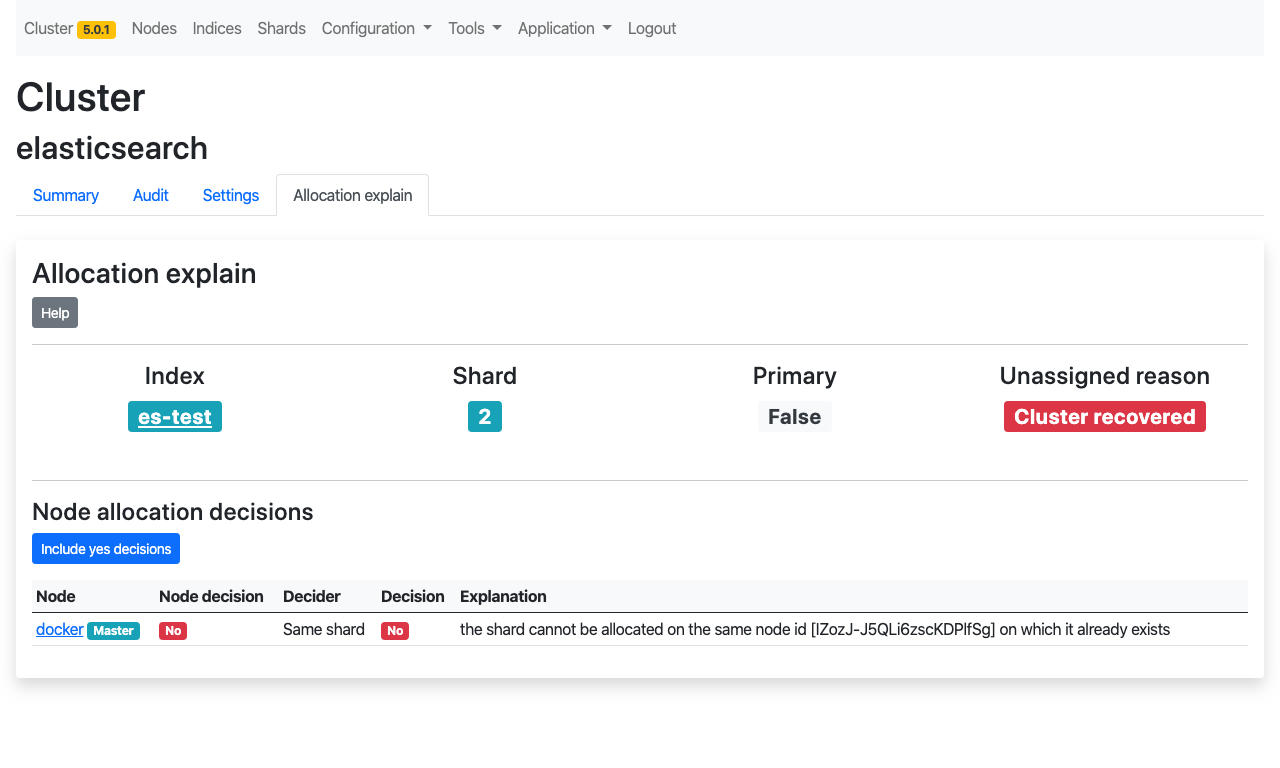 Cluster 5.0.1 Nodes Indices Shards Configuration Tools Application Logout
Cluster
elasticsearch
Summary Audit Settings Allocation explain
Allocation explain
Help
Index Shard Primary Unassigned reason
es-test 2 False Cluster recovered
Node allocation decisions
Include yes decisions
Node Node decision Decider Decision Explanation
docker Master No Same shard No the shard cannot be allocated on the same node id [IZozJ-J5QLi6zscKDPlfSg] on which it already exists